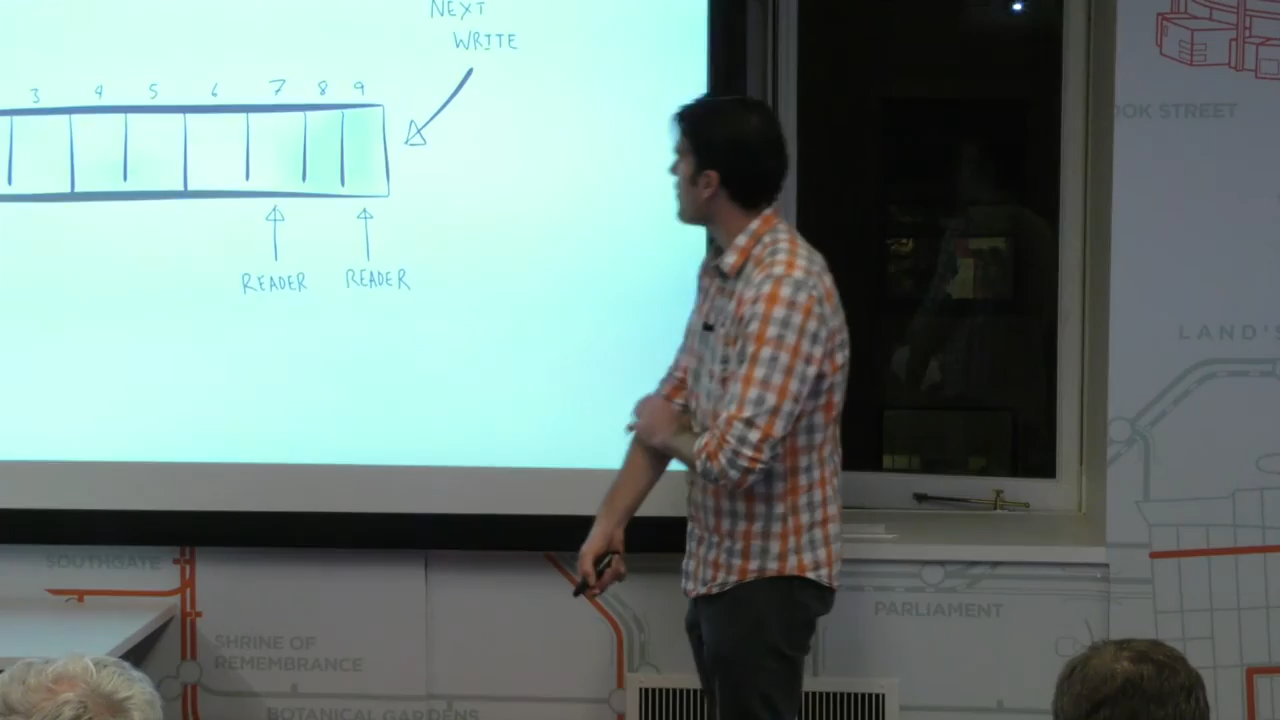 NEXT
WRITE
3 4 5 6 7 8 9
READER READER
OOK STREET
LAND'S
SOUTHGATE
SHRINE OF
REMEMBRANCE
BOTANICAL GARDENS
PARLIAMENT